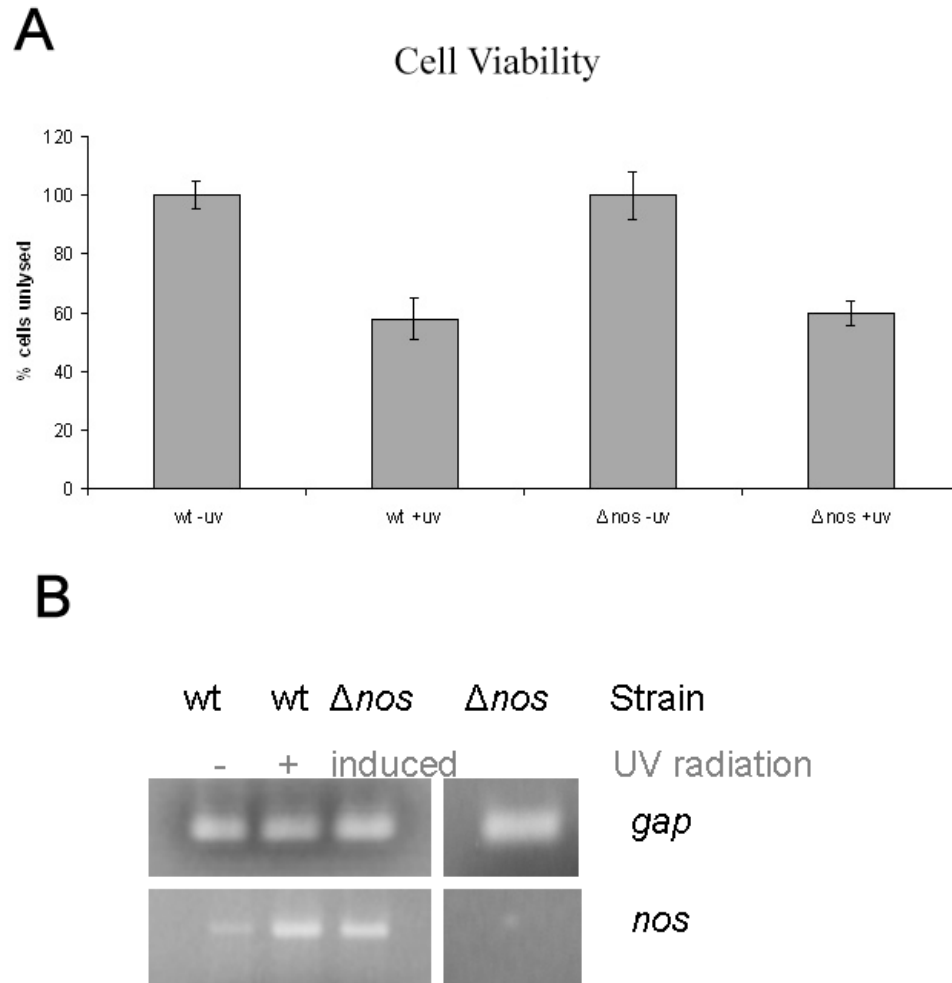 A
Cell Viability
120
100
80
60
40
20
0
% cells unlysed
wt -uv wt +uv Δnos -uv Δnos +uv
B
wt wt Δnos Δnos Strain
- + induced UV radiation
gap
nos